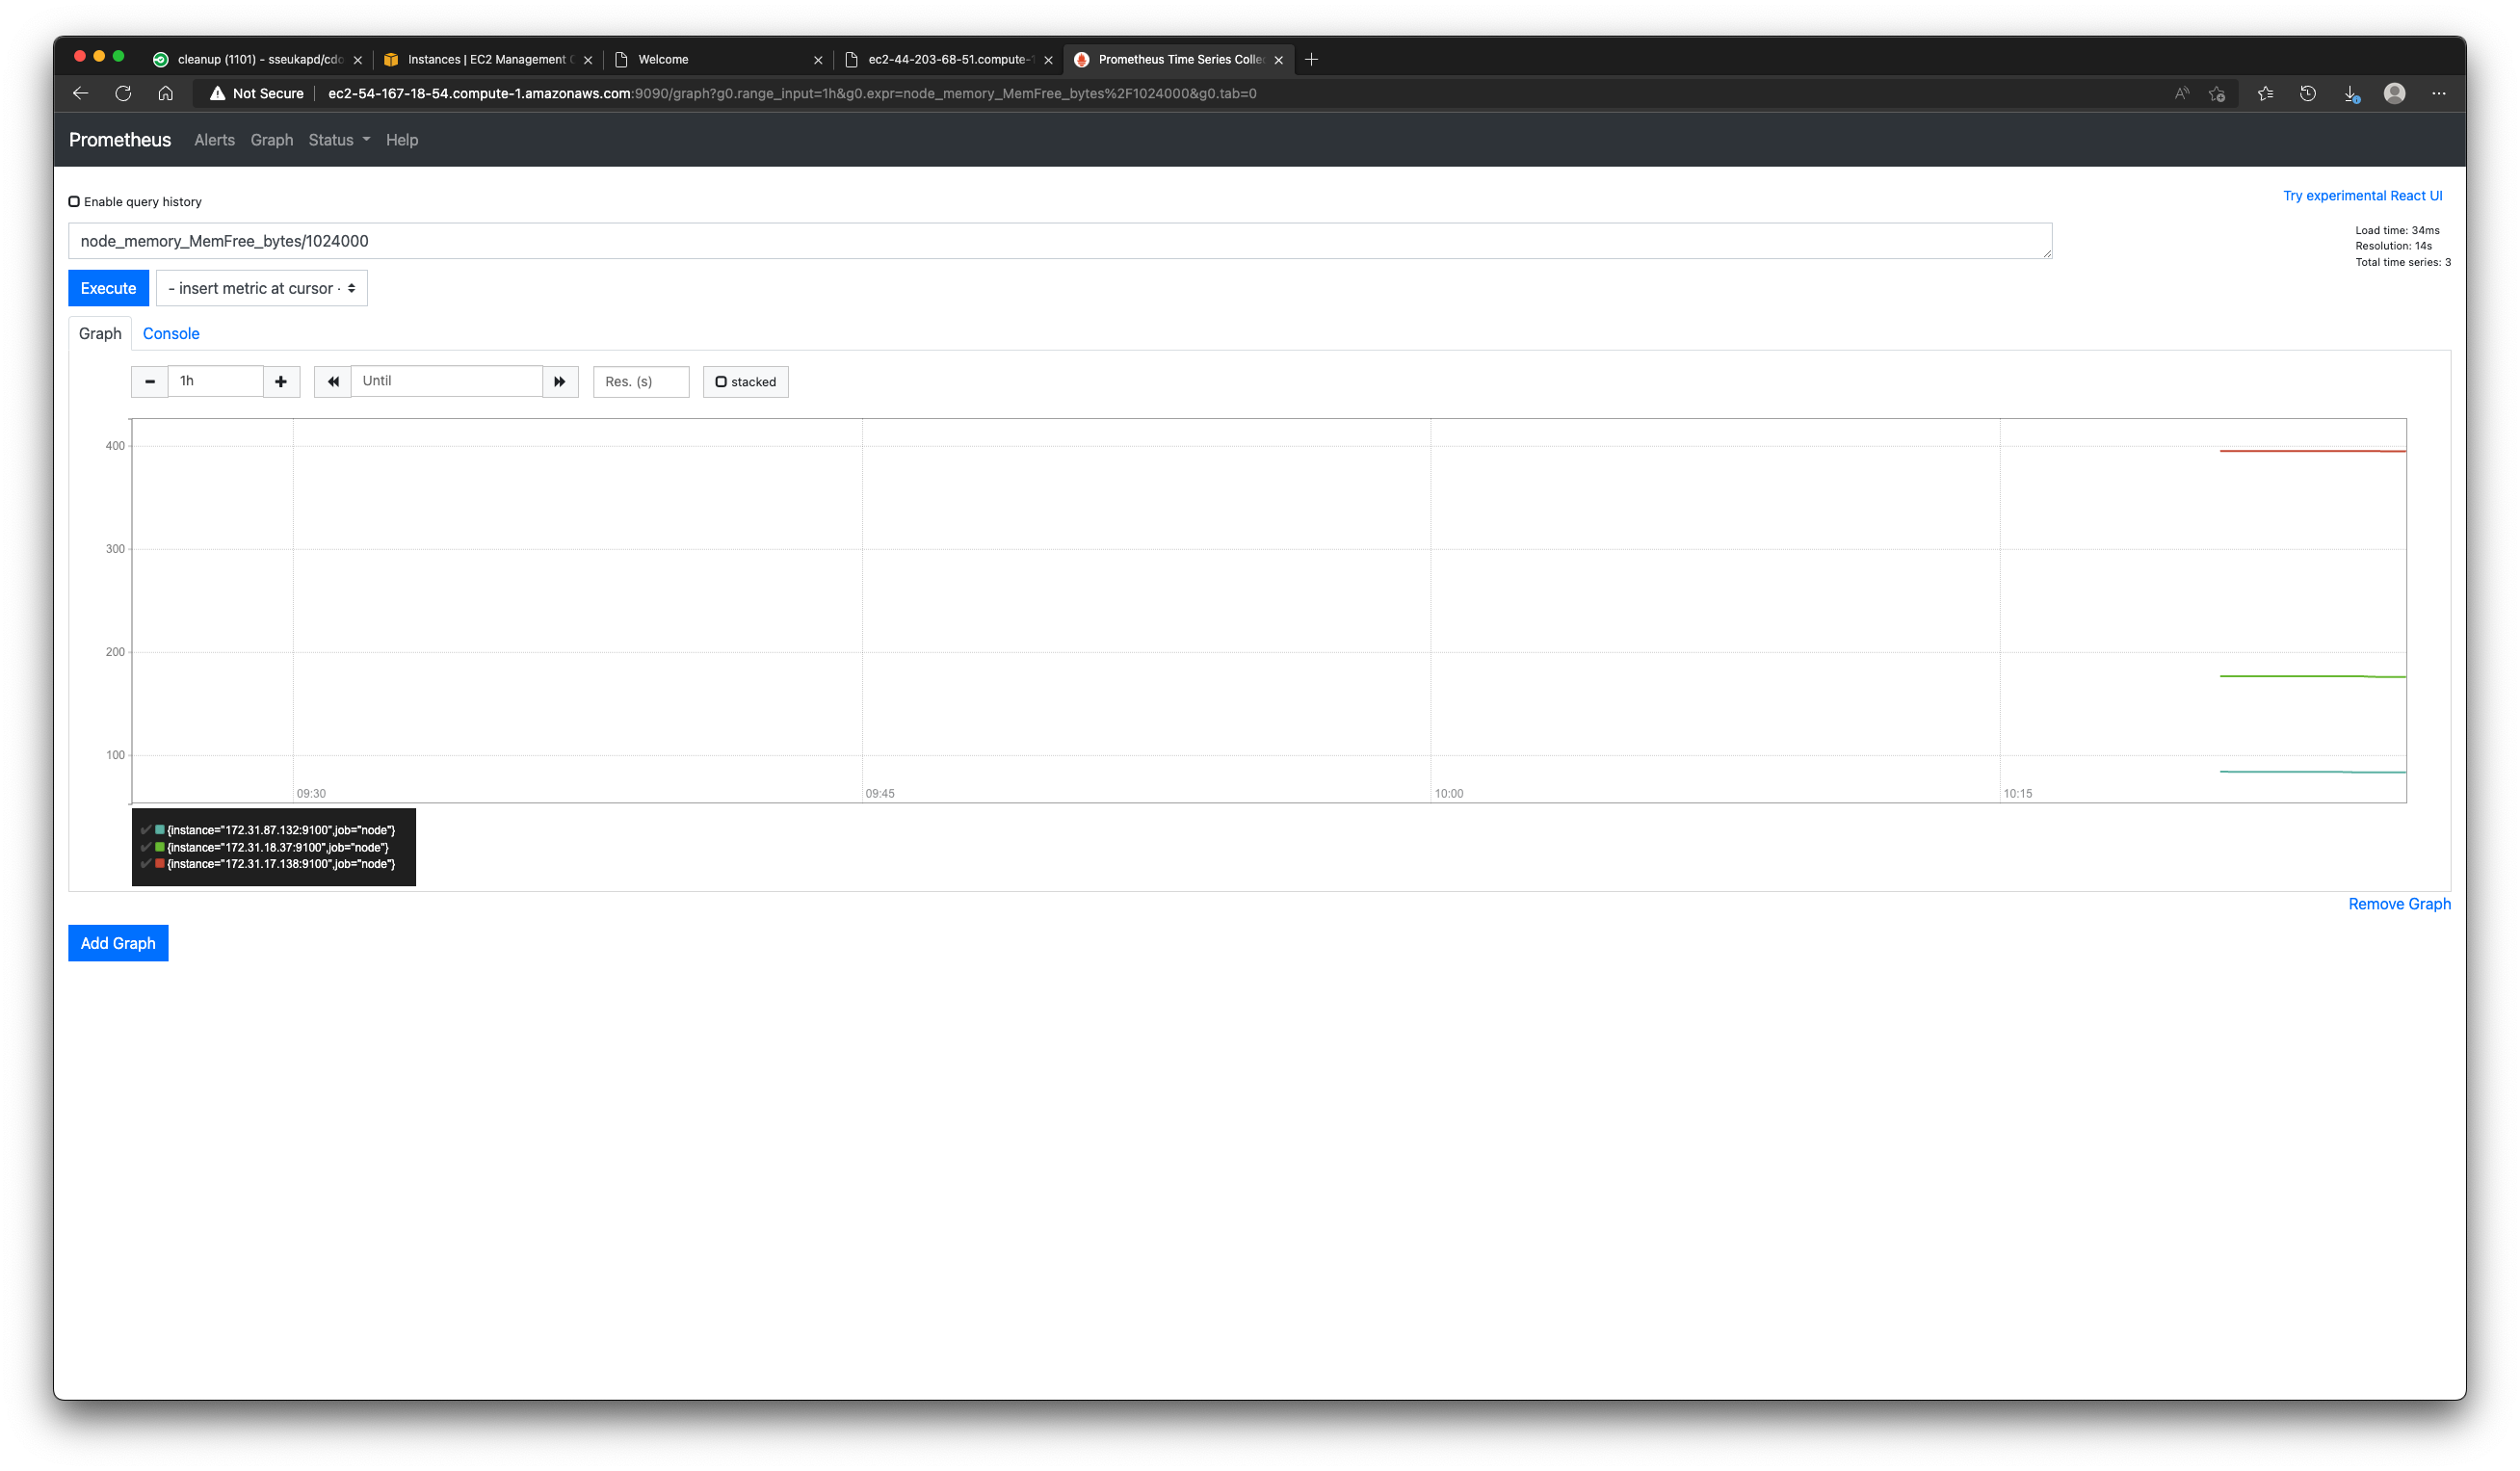 cleanup (1101) - sseukapd/cdo
Instances | EC2 Management C
Welcome
ec2-44-203-68-51.compute-1
Prometheus Time Series Collec
Not Secure
ec2-54-167-18-54.compute-1.amazonaws.com:9090/graph?g0.range_input=1h&g0.expr=node_memory_MemFree_bytes%2F1024000&g0.tab=0
Prometheus Alerts Graph Status Help
Try experimental React UI
Enable query history
node_memory_MemFree_bytes/1024000
Load time: 34ms
Resolution: 14s
Total time series: 3
Execute
- insert metric at cursor -
Graph Console
1h
Until
Res. (s)
stacked
400
300
200
100
09:30
09:45
10:00
10:15
{instance="172.31.87.132:9100",job="node"}
{instance="172.31.18.37:9100",job="node"}
{instance="172.31.17.138:9100",job="node"}
Remove Graph
Add Graph